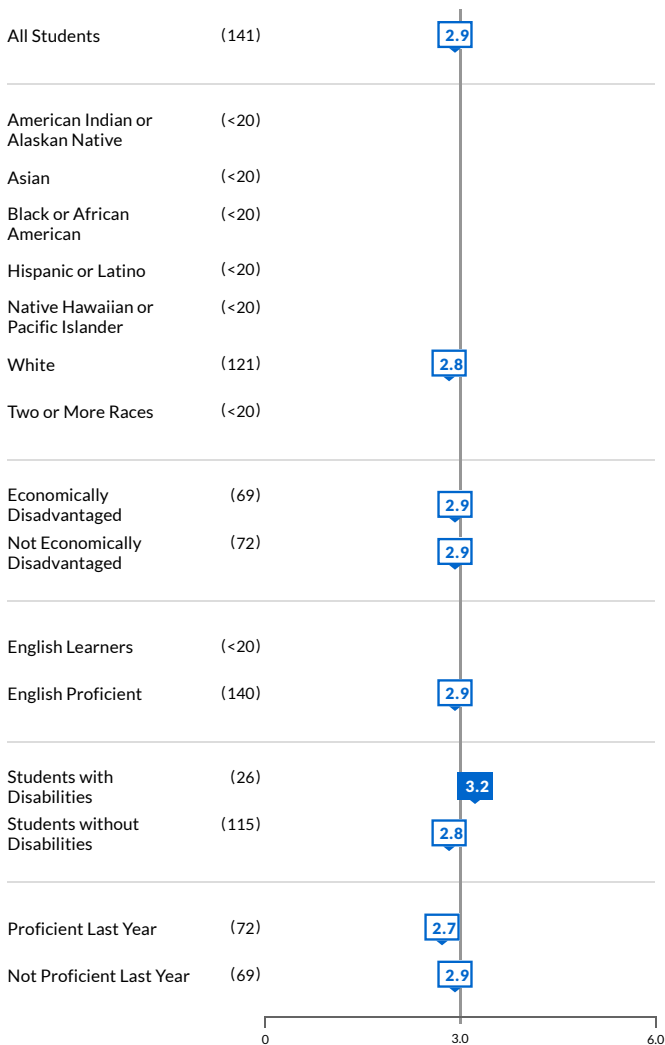 All Students (141) 2.9
American Indian or (<20)
Alaskan Native
Asian (<20)
Black or African (<20)
American
Hispanic or Latino (<20)
Native Hawaiian or (<20)
Pacific Islander
White (121) 2.8
Two or More Races (<20)
Economically (69) 2.9
Disadvantaged
Not Economically (72) 2.9
Disadvantaged
English Learners (<20)
English Proficient (140) 2.9
Students with (26) 3.2
Disabilities
Students without (115) 2.8
Disabilities
Proficient Last Year (72) 2.7
Not Proficient Last Year (69) 2.9
0 3.0 6.0